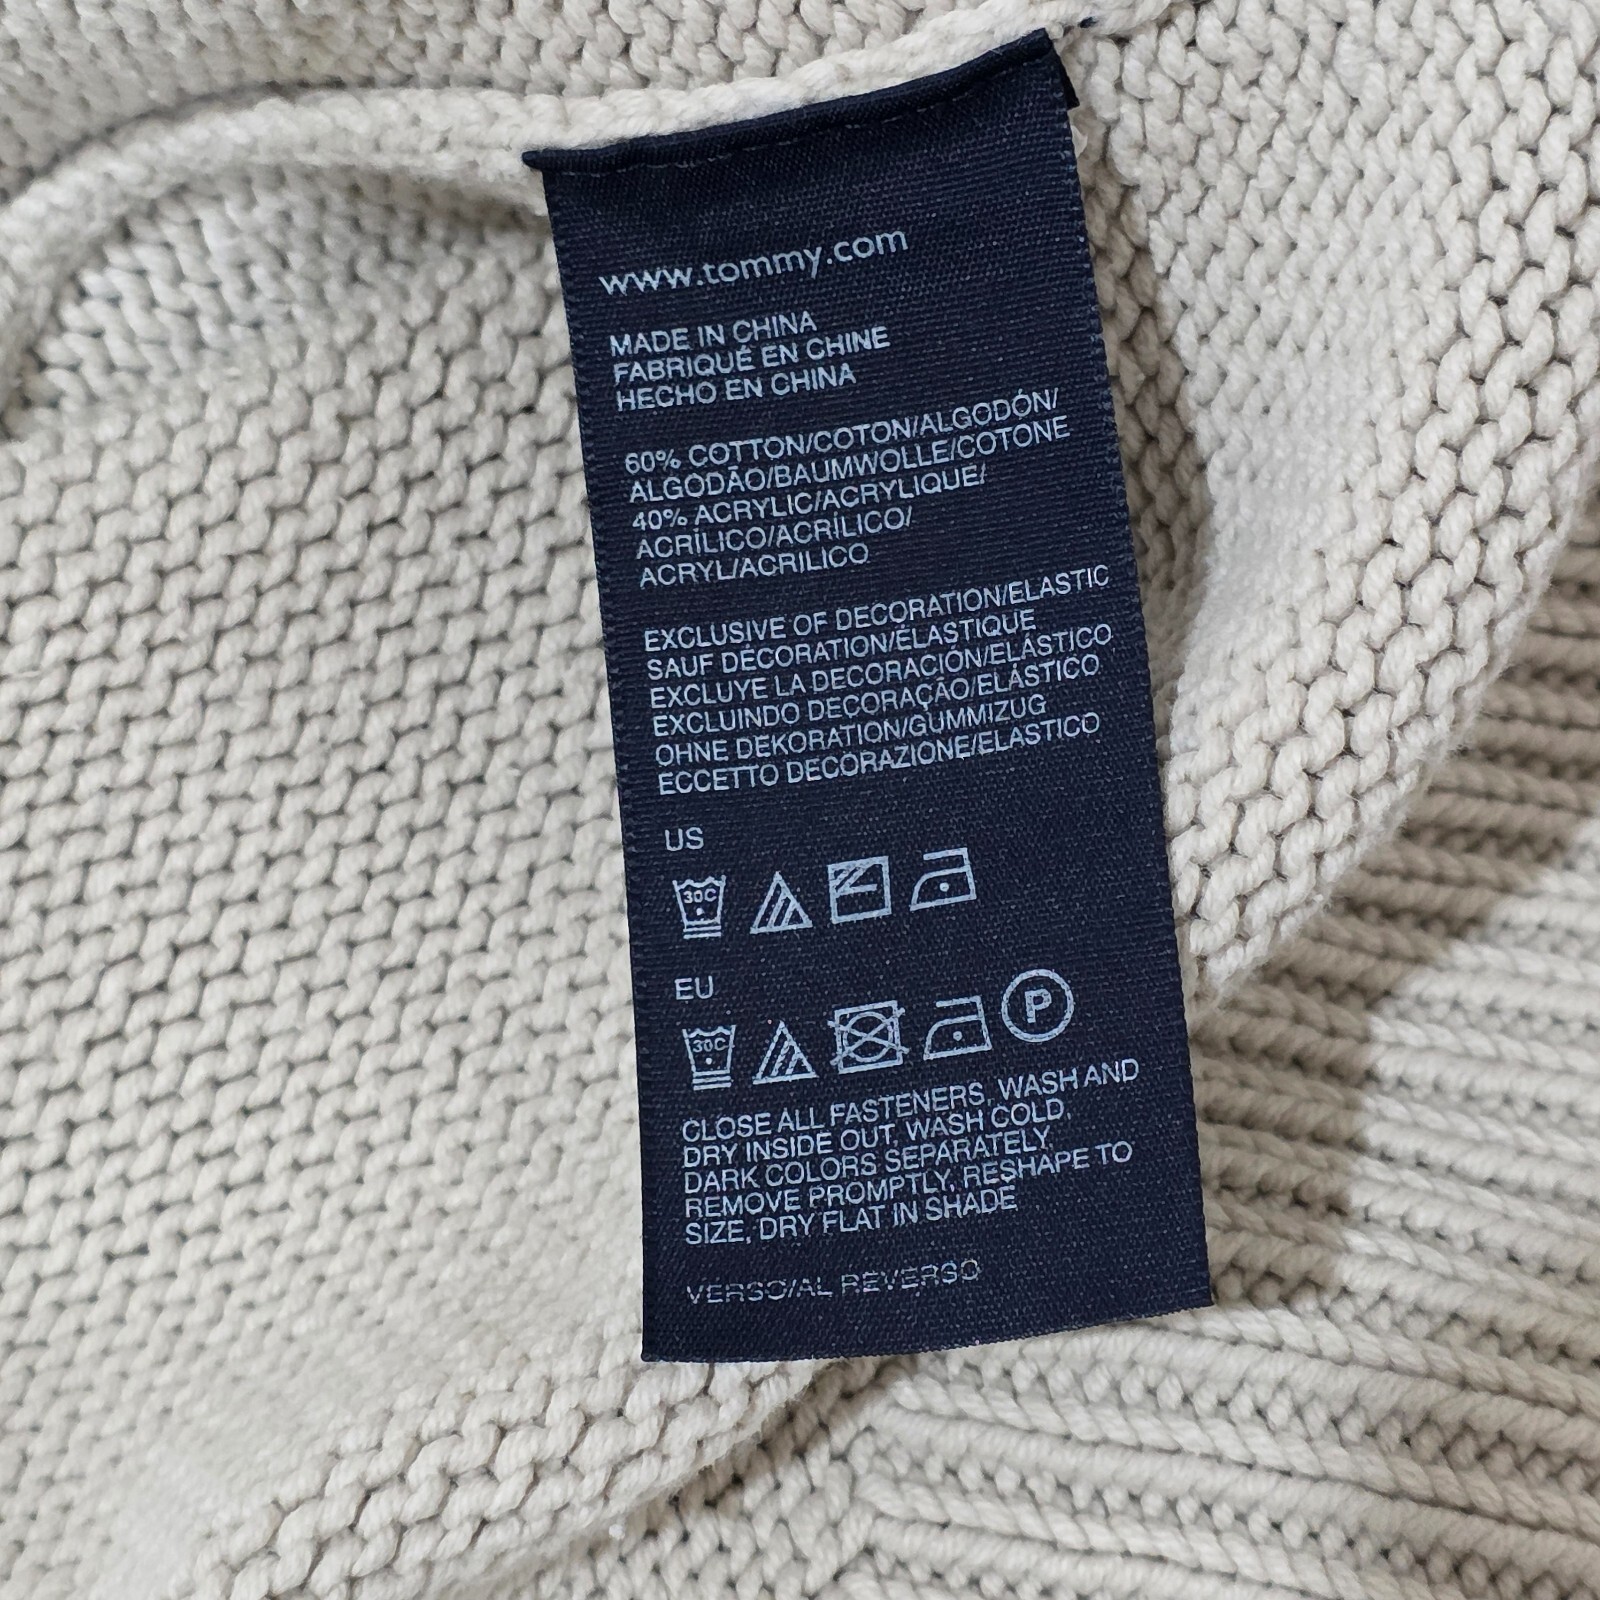 www.tommy.com
MADE IN CHINA
FABRIQUÉ EN CHINE
HECHO EN CHINA
60% COTTON/COTON/ALGODÓN/
ALGODÃO/BAUMWOLLE/COTONE
40% ACRYLIC/ACRYLIQUE/
ACRÍLICO/ACRÍLICO/
ACRYL/ACRILICO
EXCLUSIVE OF DECORATION/ELASTIC
SAUF DÉCORATION/ÉLASTIQUE
EXCLUYE LA DECORACIÓN/ELÁSTICO
EXCLUINDO DECORAÇÃO/ELÁSTICO
OHNE DEKORATION/GUMMIZUG
ECCETTO DECORAZIONE/ELASTICO
US
30C
EU
30C P
CLOSE ALL FASTENERS, WASH AND
DRY INSIDE OUT, WASH COLD,
DARK COLORS SEPARATELY,
REMOVE PROMPTLY, RESHAPE TO
SIZE, DRY FLAT IN SHADE
VERSO/AL REVERSO